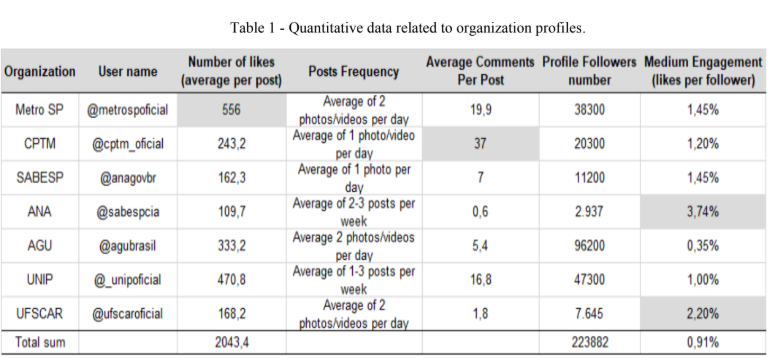 Table 1 - Quantitative data related to organization profiles.
Organization User name Number of likes (average per post) Posts Frequency Average Comments Per Post Profile Followers number Medium Engagement (likes per follower)
Metro SP @metrospoficial 556 Average of 2 photos/videos per day 19,9 38300 1,45%
CPTM @cptm_oficial 243,2 Average of 1 photo/video per day 37 20300 1,20%
SABESP @anagovbr 162,3 Average of 1 photo per day 7 11200 1,45%
ANA @sabespcia 109,7 Average of 2-3 posts per week 0,6 2.937 3,74%
AGU @agubrasil 333,2 Average 2 photos/videos per day 5,4 96200 0,35%
UNIP @_unipoficial 470,8 Average of 1-3 posts per week 16,8 47300 1,00%
UFSCAR @ufscaroficial 168,2 Average of 2 photos/videos per day 1,8 7.645 2,20%
Total sum 2043,4 223882 0,91%